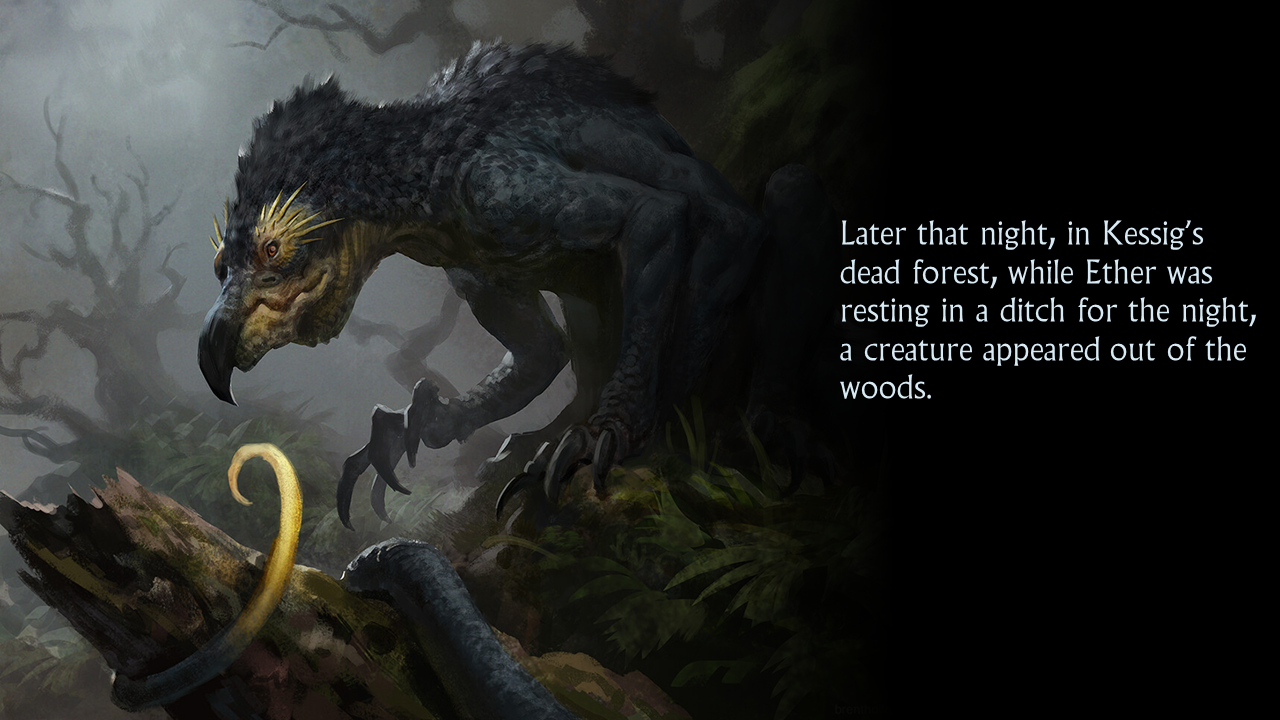 Later that night, in Kessig’s
dead forest, while Ether was
resting in a ditch for the night,
a creature appeared out of the
woods.